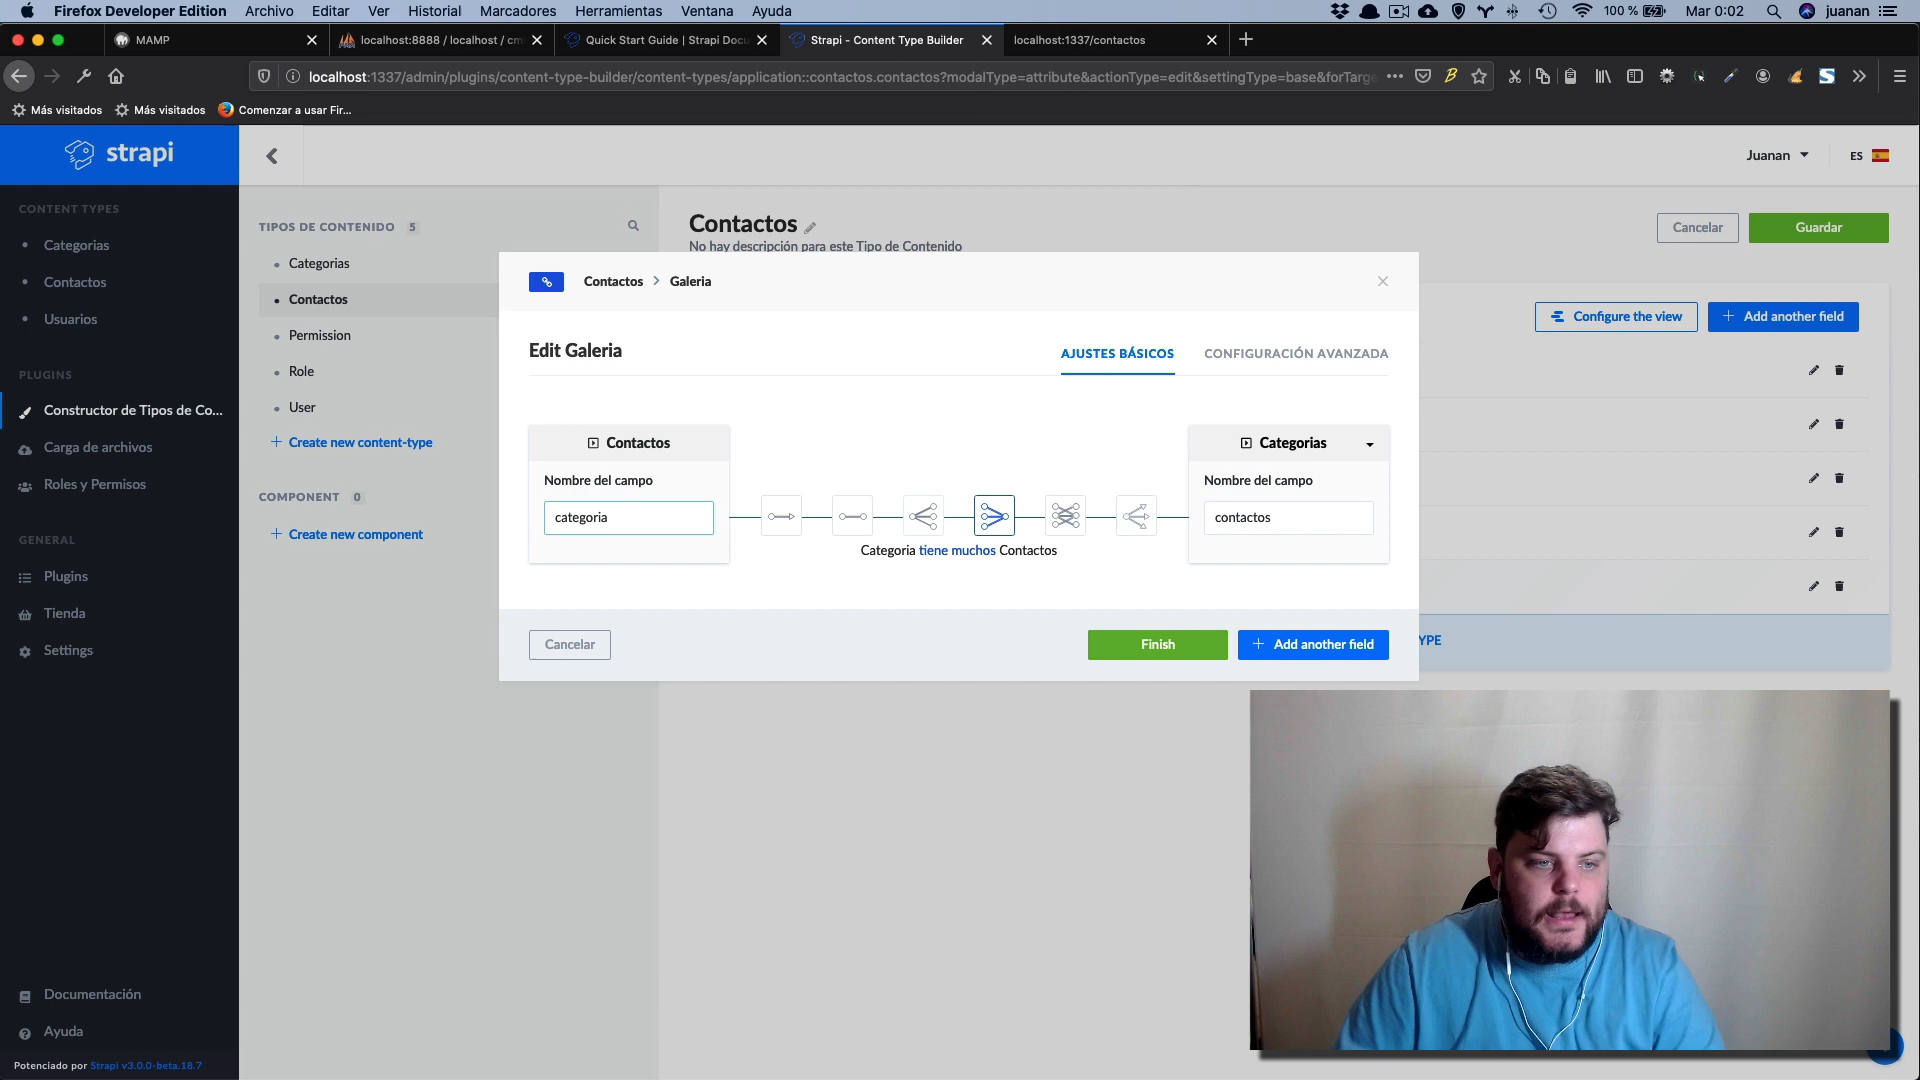 Firefox Developer Edition Archivo Editar Ver Historial Marcadores Herramientas Ventana Ayuda 100 % Mar 0:02 juanan
MAMP localhost:8888 / localhost / cm Quick Start Guide | Strapi Docu Strapi - Content Type Builder localhost:1337/contactos
localhost:1337/admin/plugins/content-type-builder/content-types/application::contactos.contactos?modalType=attribute&actionType=edit&settingType=base&forTarge
Más visitados Más visitados Comenzar a usar Fir...
strapi
Juanan ES
CONTENT TYPES
Categorias
Contactos
Usuarios
PLUGINS
Constructor de Tipos de Co...
Carga de archivos
Roles y Permisos
GENERAL
Plugins
Tienda
Settings
Documentación
Ayuda
Potenciado por Strapi v3.0.0-beta.18.7
TIPOS DE CONTENIDO 5
Categorias
Contactos
Permission
Role
User
+ Create new content-type
COMPONENT 0
+ Create new component
Contactos
No hay descripción para este Tipo de Contenido
Cancelar Guardar
Configure the view + Add another field
Contactos > Galeria
Edit Galeria
AJUSTES BÁSICOS CONFIGURACIÓN AVANZADA
Contactos
Nombre del campo
categoria
Categoria tiene muchos Contactos
Categorias
Nombre del campo
contactos
Cancelar Finish + Add another field
YPE